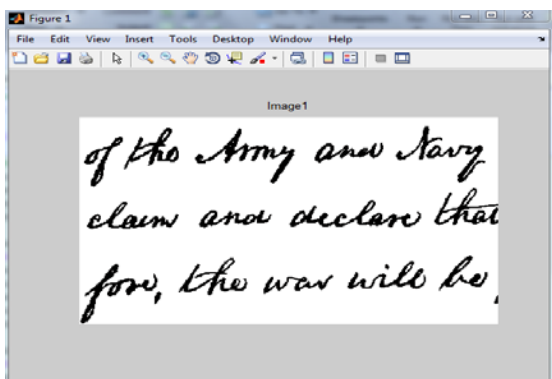 Figure 1
File Edit View Insert Tools Desktop Window Help
Image1
of the Army and Navy
claim and declare that
fore, the war will be,